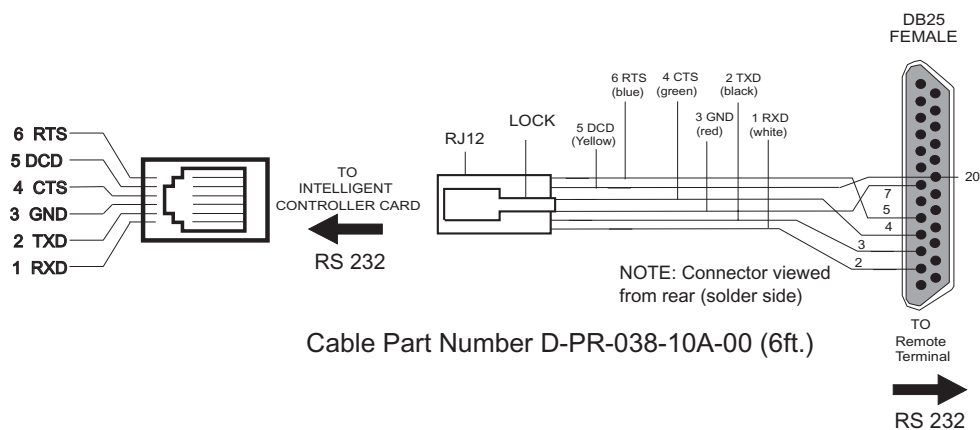 DB25
FEMALE
6 RTS
(blue)
4 CTS
(green)
2 TXD
(black)
3 GND
(red)
1 RXD
(white)
5 DCD
(Yellow)
LOCK
RJ12
6 RTS
5 DCD
4 CTS
3 GND
2 TXD
1 RXD
TO
INTELLIGENT
CONTROLLER CARD
RS 232
20
7
5
4
3
2
NOTE: Connector viewed
from rear (solder side)
Cable Part Number D-PR-038-10A-00 (6ft.)
TO
Remote
Terminal
RS 232